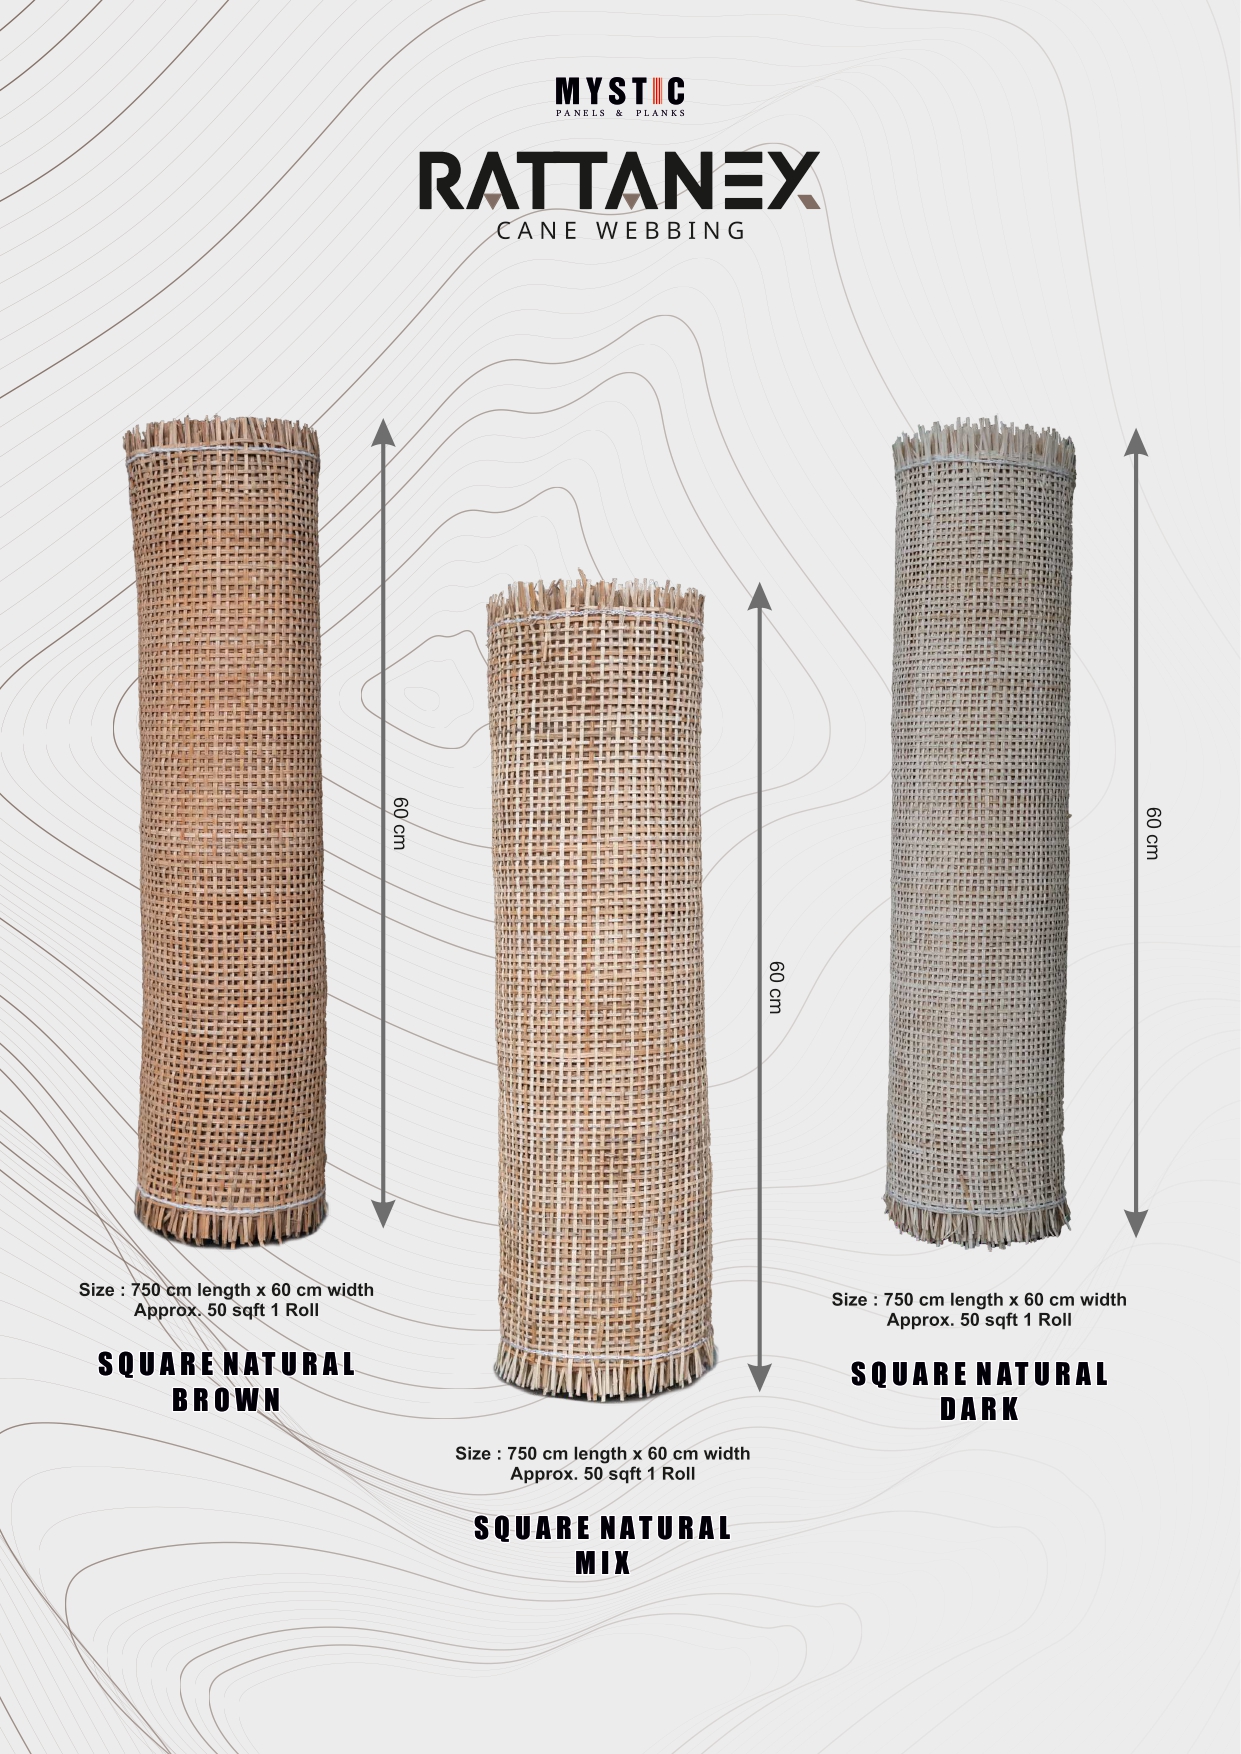 MYSTIC
PANELS & PLANKS
RATTANEX
CANE WEBBING
60 cm
Size : 750 cm length x 60 cm width
Approx. 50 sqft 1 Roll
SQUARE NATURAL
BROWN
60 cm
Size : 750 cm length x 60 cm width
Approx. 50 sqft 1 Roll
SQUARE NATURAL
MIX
60 cm
Size : 750 cm length x 60 cm width
Approx. 50 sqft 1 Roll
SQUARE NATURAL
DARK